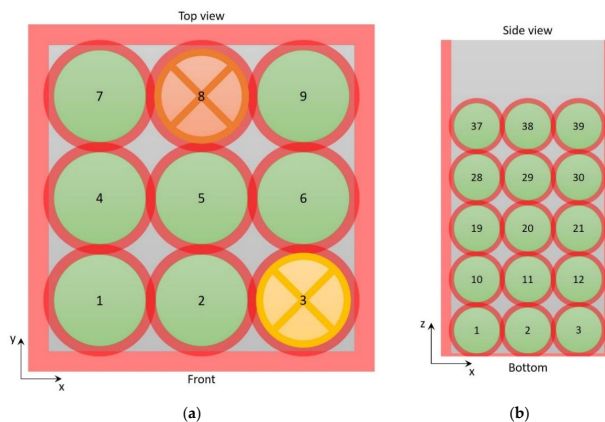 Top view
7 8 9
4 5 6
1 2 3
y
x
Front
(a)
Side view
37 38 39
28 29 30
19 20 21
10 11 12
1 2 3
z
x
Bottom
(b)